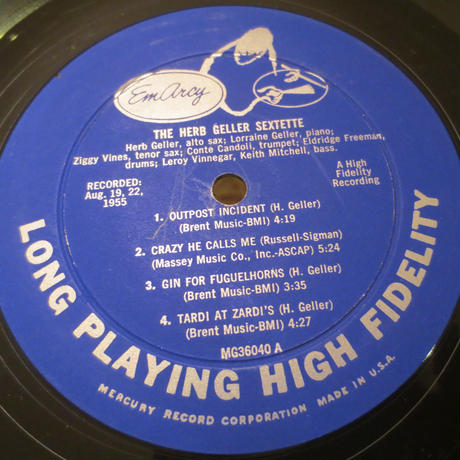 EmArcy
THE HERB GELLER SEXTETTE
Herb Geller, alto sax; Lorraine Geller, piano;
Ziggy Vines, tenor sax; Conte Candoli, trumpet; Eldridge Freeman,
drums; Leroy Vinnegar, Keith Mitchell, bass.
RECORDED:
Aug. 19, 22,
1955
A High
Fidelity
Recording
1. OUTPOST INCIDENT (H. Geller)
(Brent Music-BMI) 4:19
2. CRAZY HE CALLS ME (Russell-Sigman)
(Massey Music Co., Inc.-ASCAP) 5:24
3. GIN FOR FUGUELHORNS (H. Geller)
(Brent Music-BMI) 3:35
4. TARDI AT ZARDI'S (H. Geller)
(Brent Music-BMI) 4:27
MG36040 A
LONG PLAYING HIGH FIDELITY
MERCURY RECORD CORPORATION MADE IN U.S.A.